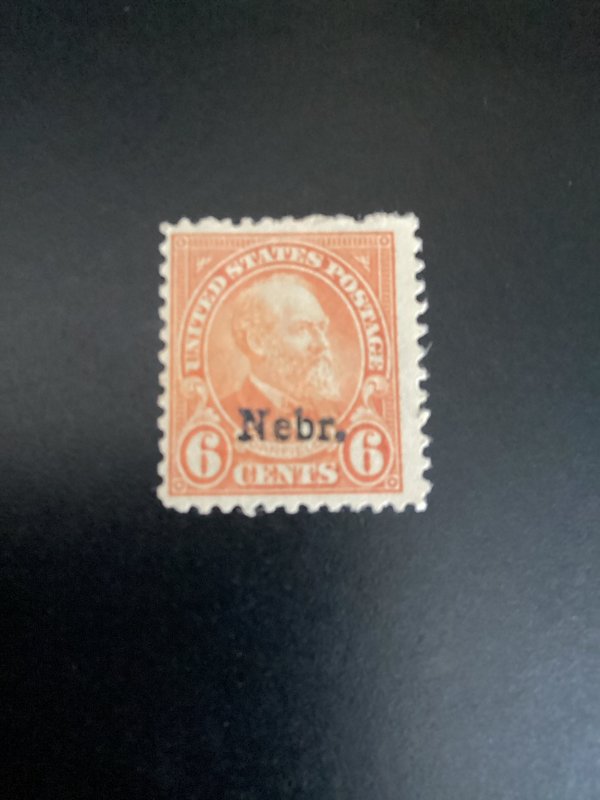 UNITED STATES POSTAGE
Nebr.
6 CENTS 6